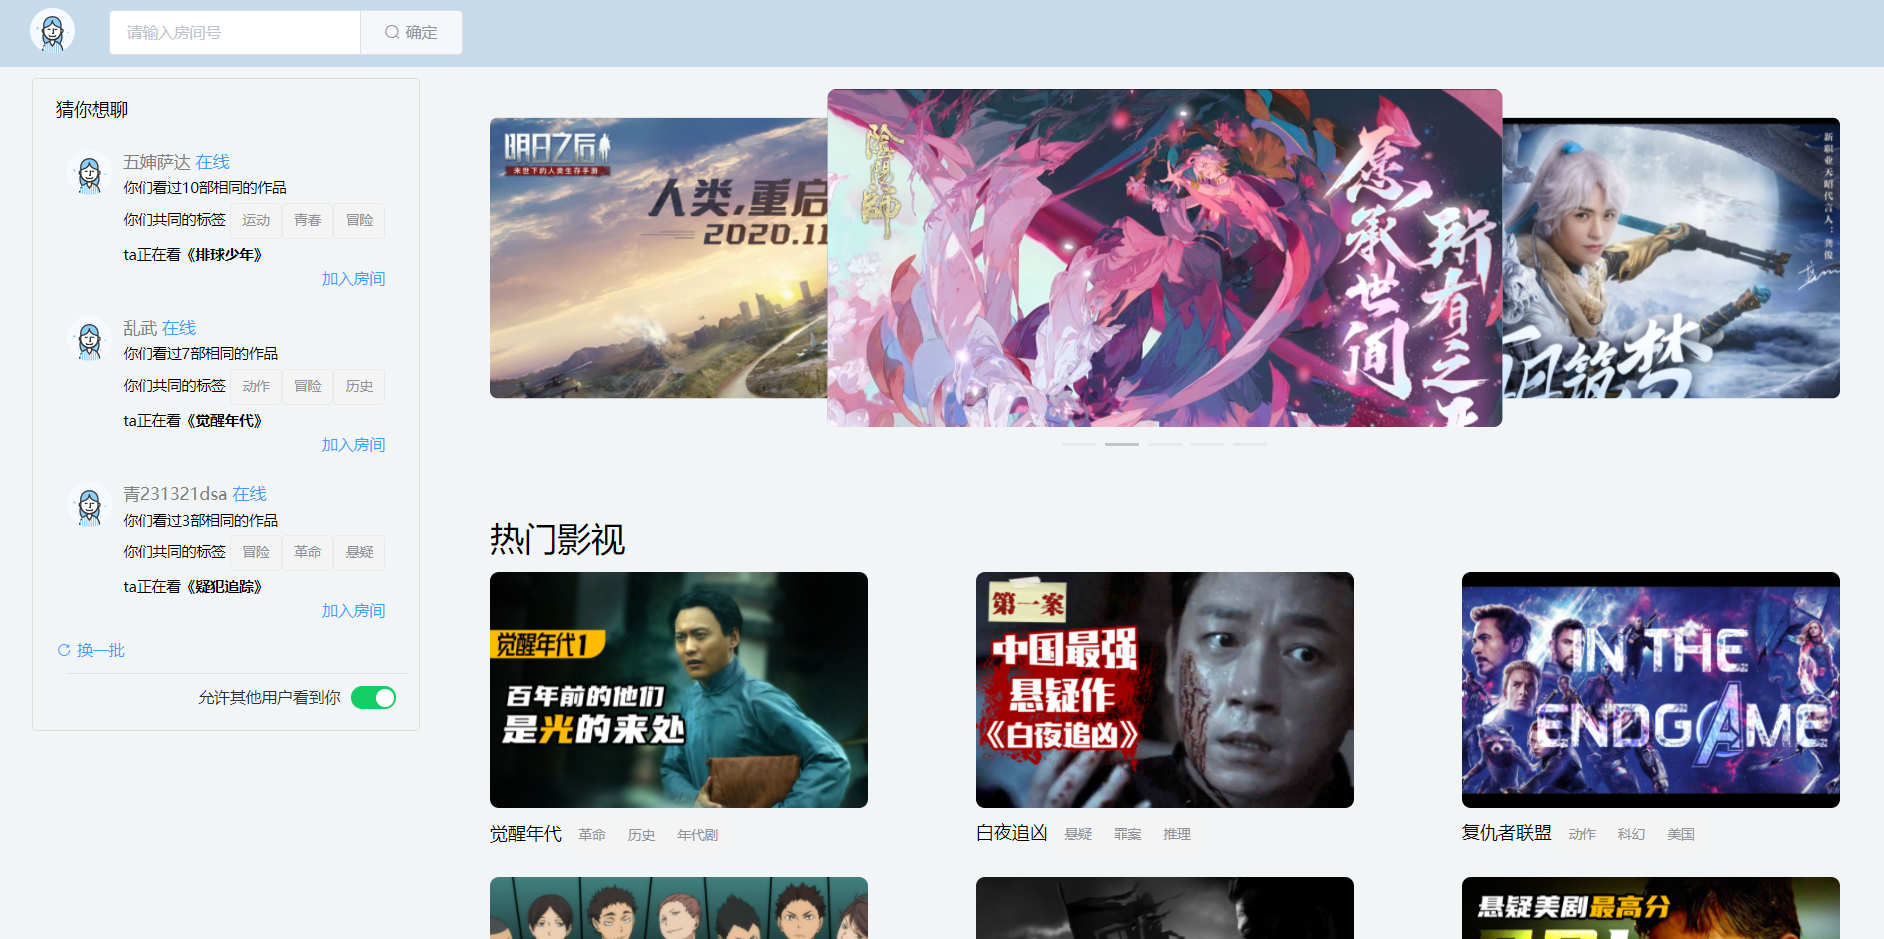 请输入房间号
确定
猜你想聊
五婶萨达 在线
你们看过10部相同的作品
你们共同的标签 运动 青春 冒险
ta正在看《排球少年》
加入房间
乱武 在线
你们看过7部相同的作品
你们共同的标签 动作 冒险 历史
ta正在看《觉醒年代》
加入房间
青231321dsa 在线
你们看过3部相同的作品
你们共同的标签 冒险 革命 悬疑
ta正在看《疑犯追踪》
加入房间
换一批
允许其他用户看到你
明日之后
末世下的人类生存手游
人类,重启
2020.11
陰陽師
愿承世间
所有之
新职业天昭代言人:龚俊
筑梦
热门影视
觉醒年代1
百年前的他们
是光的来处
第一案
中国最强
悬疑作
《白夜追凶》
IN THE
ENDGAME
觉醒年代 革命 历史 年代剧
白夜追凶 悬疑 罪案 推理
复仇者联盟 动作 科幻 美国
悬疑美剧最高分